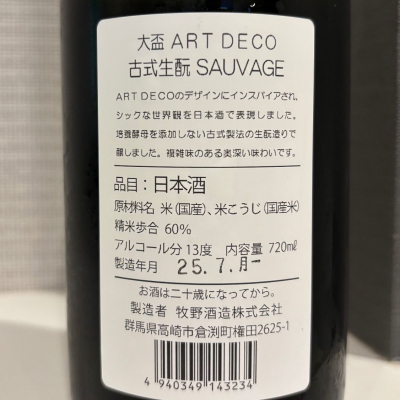 大盃 ART DECO
古式生酛 SAUVAGE
ART DECOのデザインにインスパイアされ、
シックな世界観を日本酒で表現しました。
培養酵母を添加しない古式製法の生酛造りで
醸しました。複雑味のある奥深い味わいです。
品目：日本酒
原材料名 米（国産）、米こうじ（国産米）
精米歩合 60%
アルコール分 13度 内容量 720㎖
製造年月 25.7.月
お酒は二十歳になってから。
製造者 牧野酒造株式会社
群馬県高崎市倉渕町権田2625-1
4 940349 143234